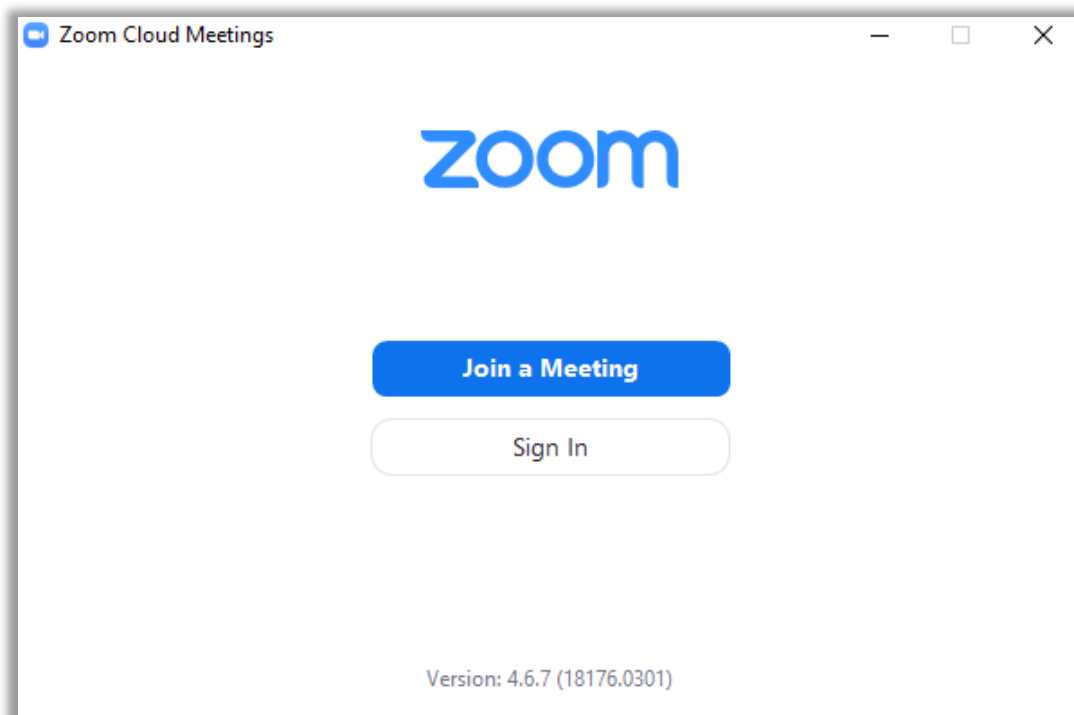 Zoom Cloud Meetings
zoom
Join a Meeting
Sign In
Version: 4.6.7 (18176.0301)